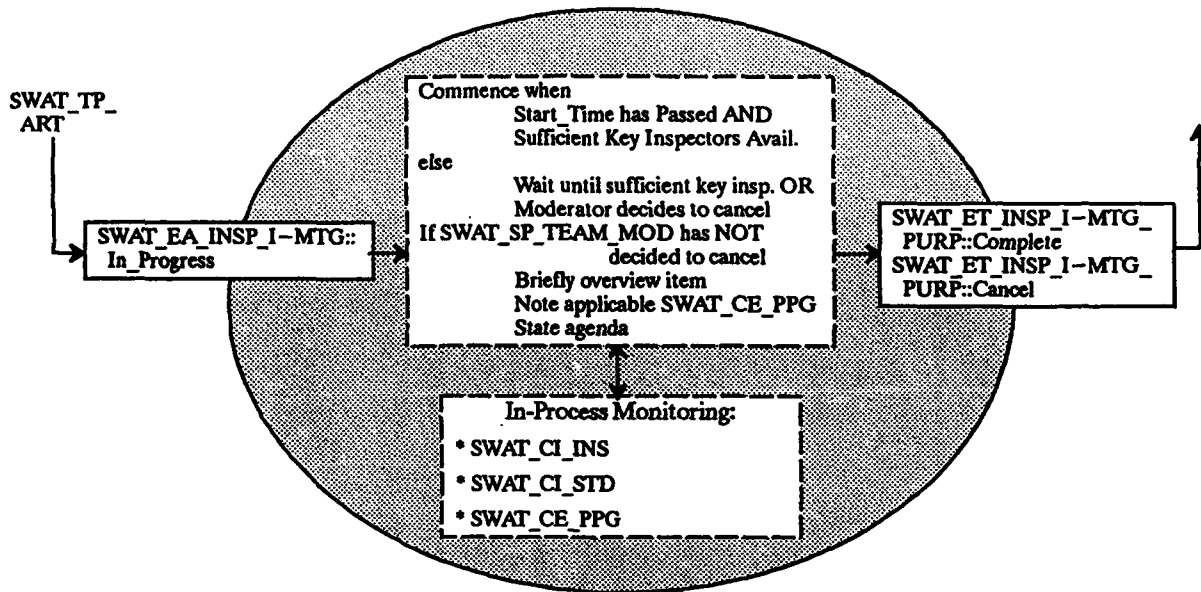 SWAT_TP_
ART
SWAT_EA_INSP_I-MTG::
In_Progress
Commence when
Start_Time has Passed AND
Sufficient Key Inspectors Avail.
else
Wait until sufficient key insp. OR
Moderator decides to cancel
If SWAT_SP_TEAM_MOD has NOT
decided to cancel
Briefly overview item
Note applicable SWAT_CE_PPG
State agenda
SWAT_ET_INSP_I-MTG_
PURP::Complete
SWAT_ET_INSP_I-MTG_
PURP::Cancel
In-Process Monitoring:
* SWAT_CI_INS
* SWAT_CI_STD
* SWAT_CE_PPG